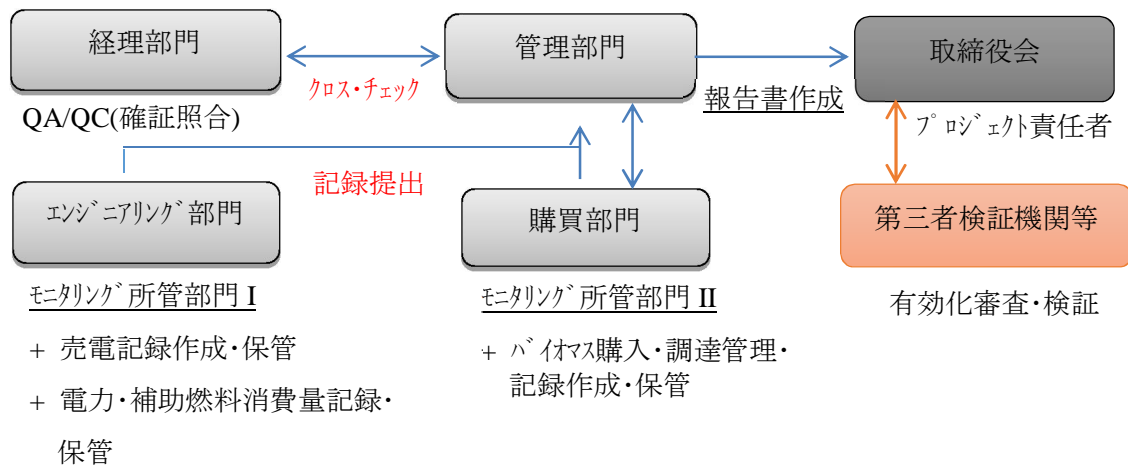 経理部門
管理部門
取締役会
ｸﾛｽ・ﾁｪｯｸ
報告書作成
QA/QC(確証照合)
ﾌﾟﾛｼﾞｪｸﾄ責任者
記録提出
ｴﾝｼﾞﾆｱﾘﾝｸﾞ部門
購買部門
第三者検証機関等
ﾓﾆﾀﾘﾝｸﾞ所管部門 I
ﾓﾆﾀﾘﾝｸﾞ所管部門 II
有効化審査・検証
+ 売電記録作成・保管
+ 電力・補助燃料消費量記録・
保管
+ ﾊﾞｲｵﾏｽ購入・調達管理・
記録作成・保管